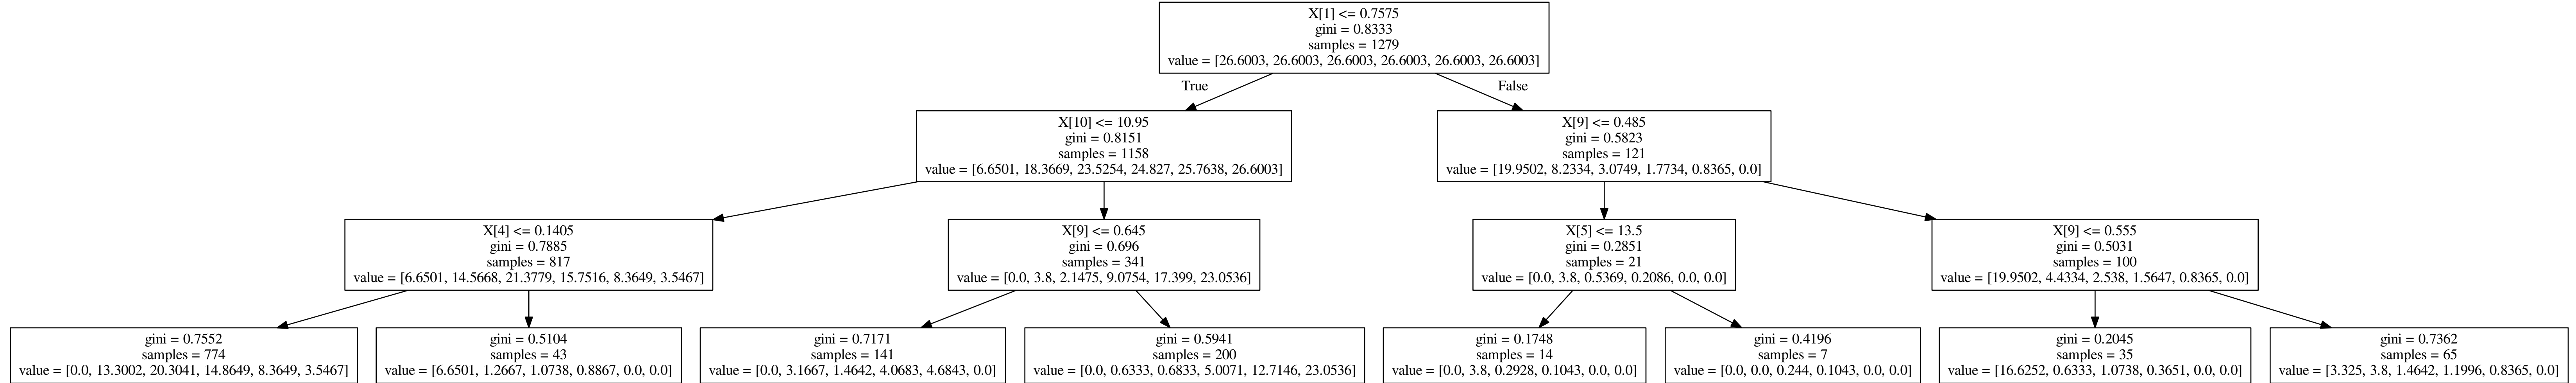 X[1] <= 0.7575
gini = 0.8333
samples = 1279
value = [26.6003, 26.6003, 26.6003, 26.6003, 26.6003, 26.6003]
True
False
X[10] <= 10.95
gini = 0.8151
samples = 1158
value = [6.6501, 18.3669, 23.5254, 24.827, 25.7638, 26.6003]
X[9] <= 0.485
gini = 0.5823
samples = 121
value = [19.9502, 8.2334, 3.0749, 1.7734, 0.8365, 0.0]
X[4] <= 0.1405
gini = 0.7885
samples = 817
value = [6.6501, 14.5668, 21.3779, 15.7516, 8.3649, 3.5467]
X[9] <= 0.645
gini = 0.696
samples = 341
value = [0.0, 3.8, 2.1475, 9.0754, 17.399, 23.0536]
X[5] <= 13.5
gini = 0.2851
samples = 21
value = [0.0, 3.8, 0.5369, 0.2086, 0.0, 0.0]
X[9] <= 0.555
gini = 0.5031
samples = 100
value = [19.9502, 4.4334, 2.538, 1.5647, 0.8365, 0.0]
gini = 0.7552
samples = 774
value = [0.0, 13.3002, 20.3041, 14.8649, 8.3649, 3.5467]
gini = 0.5104
samples = 43
value = [6.6501, 1.2667, 1.0738, 0.8867, 0.0, 0.0]
gini = 0.7171
samples = 141
value = [0.0, 3.1667, 1.4642, 4.0683, 4.6843, 0.0]
gini = 0.5941
samples = 200
value = [0.0, 0.6333, 0.6833, 5.0071, 12.7146, 23.0536]
gini = 0.1748
samples = 14
value = [0.0, 3.8, 0.2928, 0.1043, 0.0, 0.0]
gini = 0.4196
samples = 7
value = [0.0, 0.0, 0.244, 0.1043, 0.0, 0.0]
gini = 0.2045
samples = 35
value = [16.6252, 0.6333, 1.0738, 0.3651, 0.0, 0.0]
gini = 0.7362
samples = 65
value = [3.325, 3.8, 1.4642, 1.1996, 0.8365, 0.0]